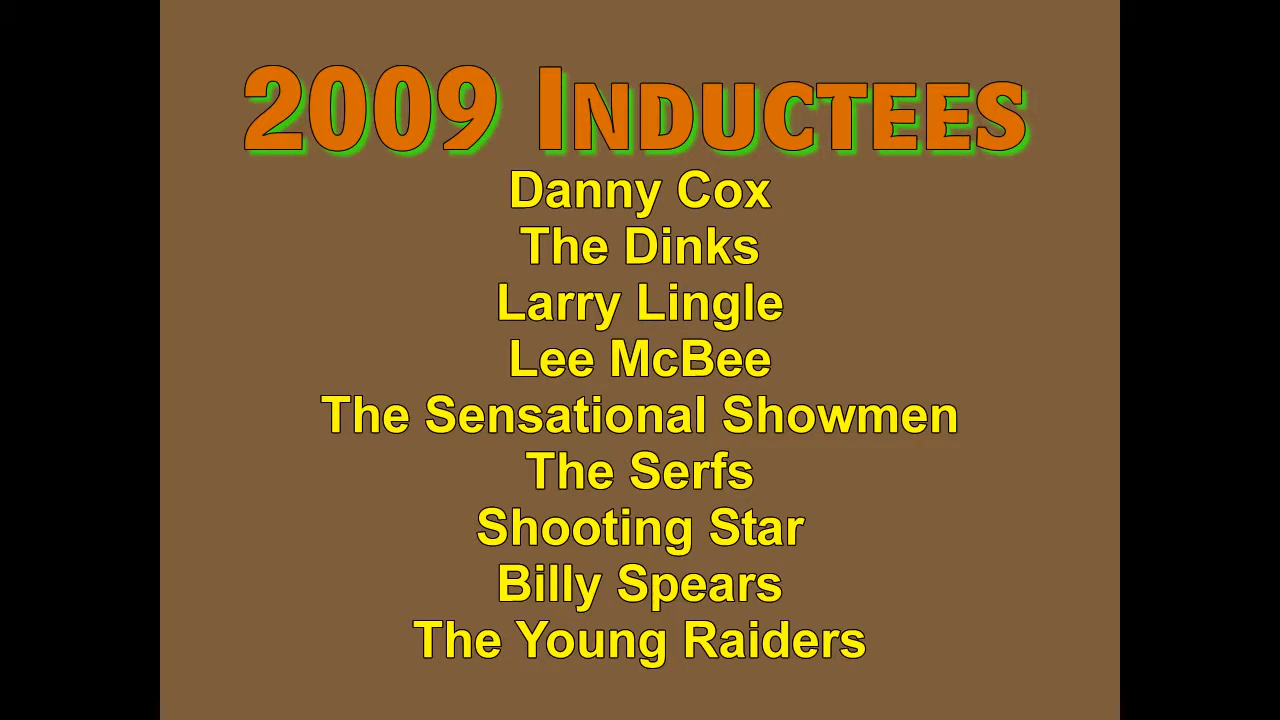 2009 Inductees
Danny Cox
The Dinks
Larry Lingle
Lee McBee
The Sensational Showmen
The Serfs
Shooting Star
Billy Spears
The Young Raiders